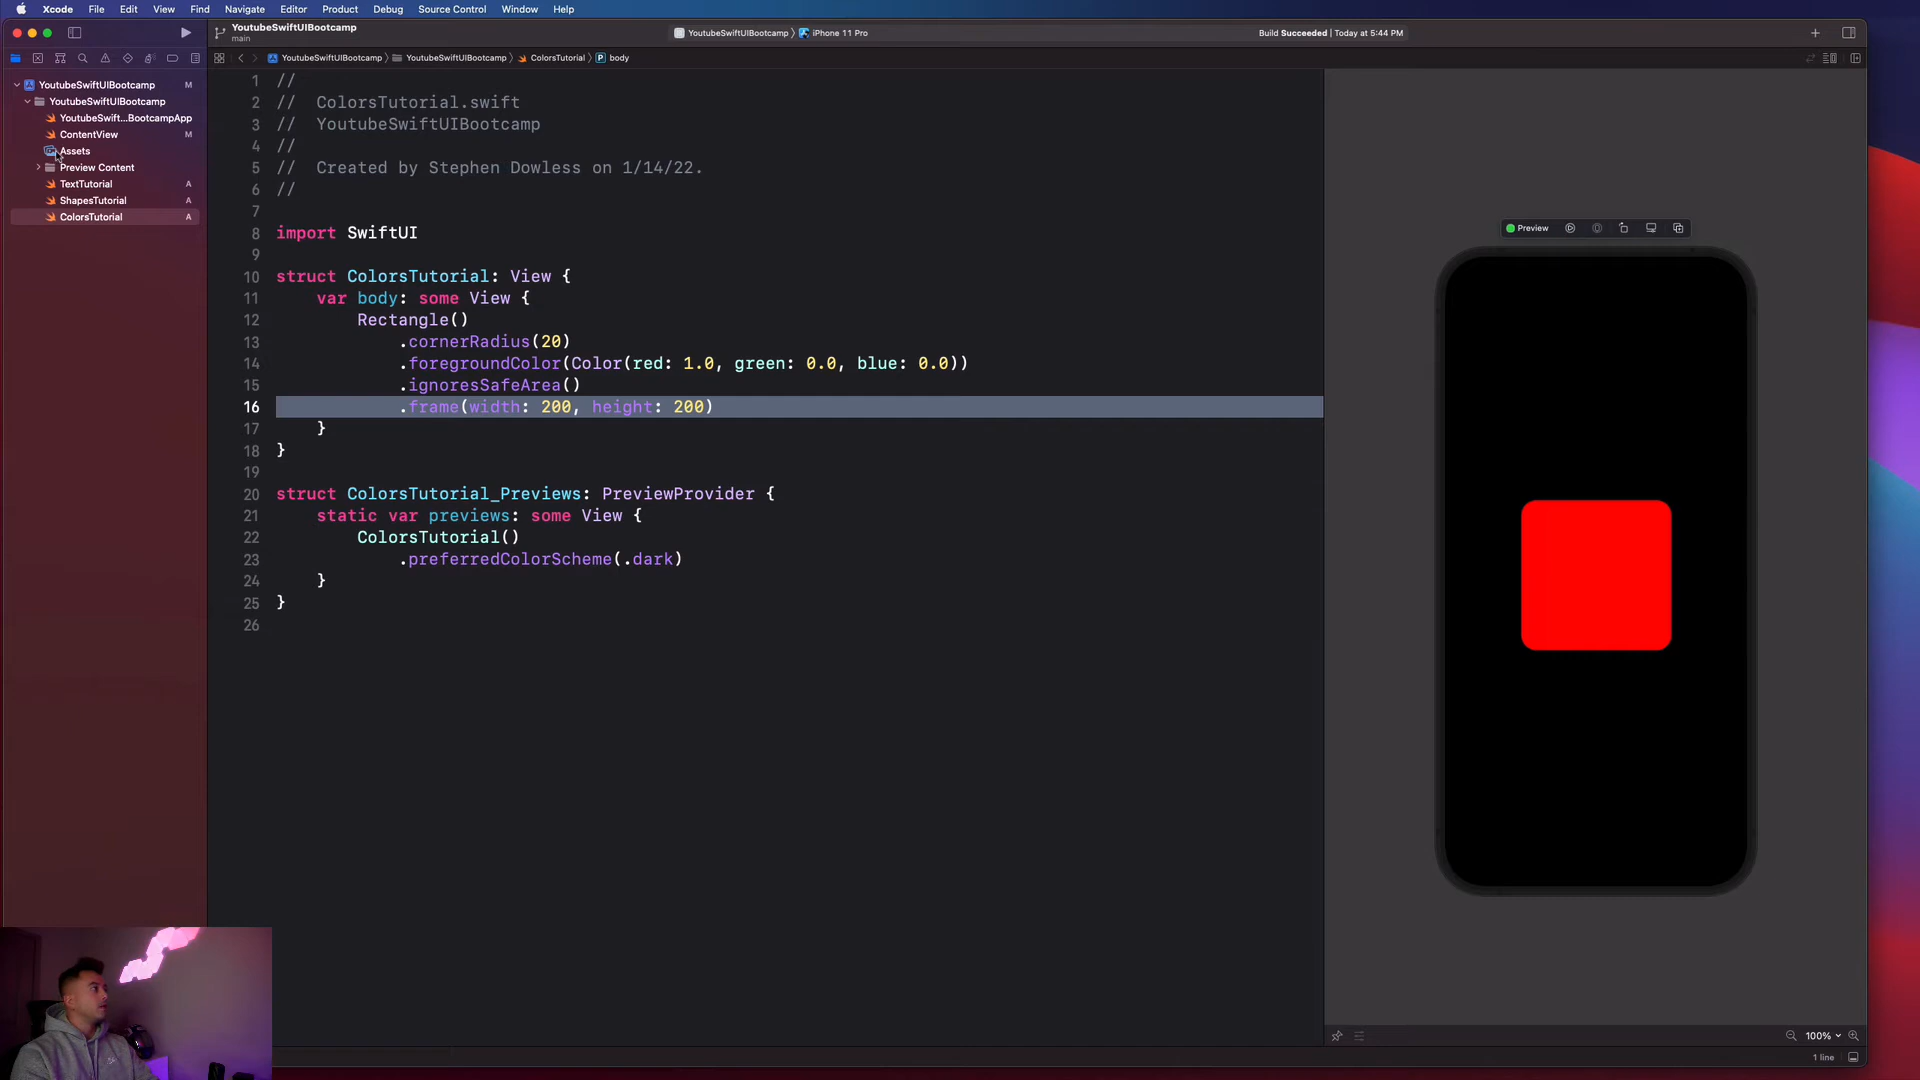 Xcode File Edit View Find Navigate Editor Product Debug Source Control Window Help
YoutubeSwiftUIBootcamp
main
YoutubeSwiftUIBootcamp iPhone 11 Pro
Build Succeeded | Today at 5:44 PM
YoutubeSwiftUIBootcamp YoutubeSwiftUIBootcamp ColorsTutorial P body
YoutubeSwiftUIBootcamp M
YoutubeSwiftUIBootcamp
YoutubeSwift...BootcampApp
ContentView M
Assets
Preview Content
TextTutorial A
ShapesTutorial A
ColorsTutorial A
1 //
2 // ColorsTutorial.swift
3 // YoutubeSwiftUIBootcamp
4 //
5 // Created by Stephen Dowless on 1/14/22.
6 //
7
8 import SwiftUI
9
10 struct ColorsTutorial: View {
11 var body: some View {
12 Rectangle()
13 .cornerRadius(20)
14 .foregroundColor(Color(red: 1.0, green: 0.0, blue: 0.0))
15 .ignoresSafeArea()
16 .frame(width: 200, height: 200)
17 }
18 }
19
20 struct ColorsTutorial_Previews: PreviewProvider {
21 static var previews: some View {
22 ColorsTutorial()
23 .preferredColorScheme(.dark)
24 }
25 }
26
Preview
100%
1 line